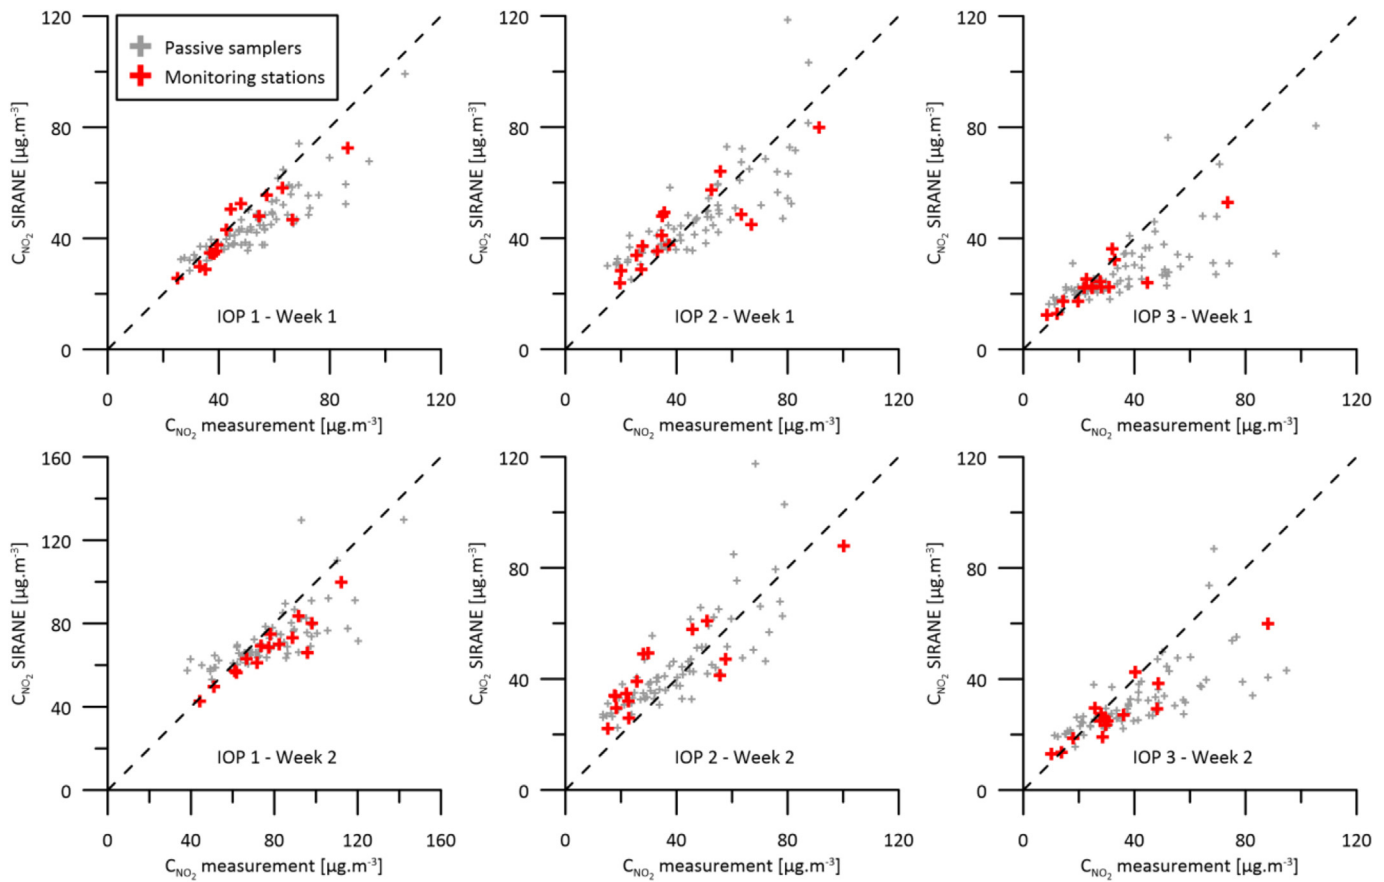 120
80
40
0
C_NO2 SIRANE [µg.m-3]
Passive samplers
Monitoring stations
IOP 1 - Week 1
0 40 80 120
C_NO2 measurement [µg.m-3]
120
80
40
0
C_NO2 SIRANE [µg.m-3]
IOP 2 - Week 1
0 40 80 120
C_NO2 measurement [µg.m-3]
120
80
40
0
C_NO2 SIRANE [µg.m-3]
IOP 3 - Week 1
0 40 80 120
C_NO2 measurement [µg.m-3]
160
120
80
40
0
C_NO2 SIRANE [µg.m-3]
IOP 1 - Week 2
0 40 80 120 160
C_NO2 measurement [µg.m-3]
120
80
40
0
C_NO2 SIRANE [µg.m-3]
IOP 2 - Week 2
0 40 80 120
C_NO2 measurement [µg.m-3]
120
80
40
0
C_NO2 SIRANE [µg.m-3]
IOP 3 - Week 2
0 40 80 120
C_NO2 measurement [µg.m-3]